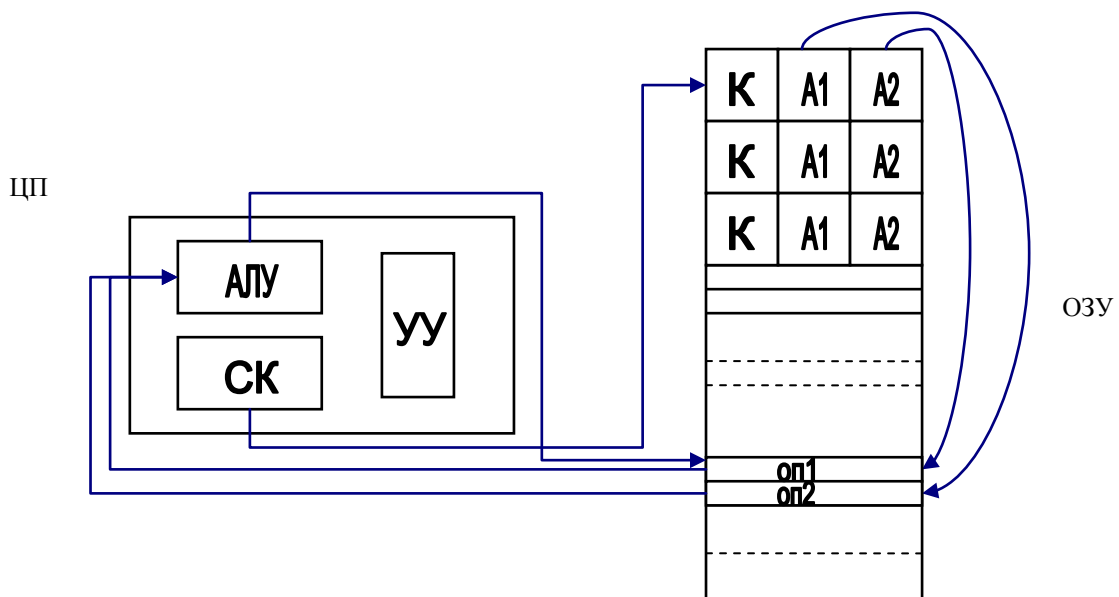 К А1 А2
К А1 А2
ЦП
К А1 А2
АЛУ
УУ
ОЗУ
СК
оп1
оп2